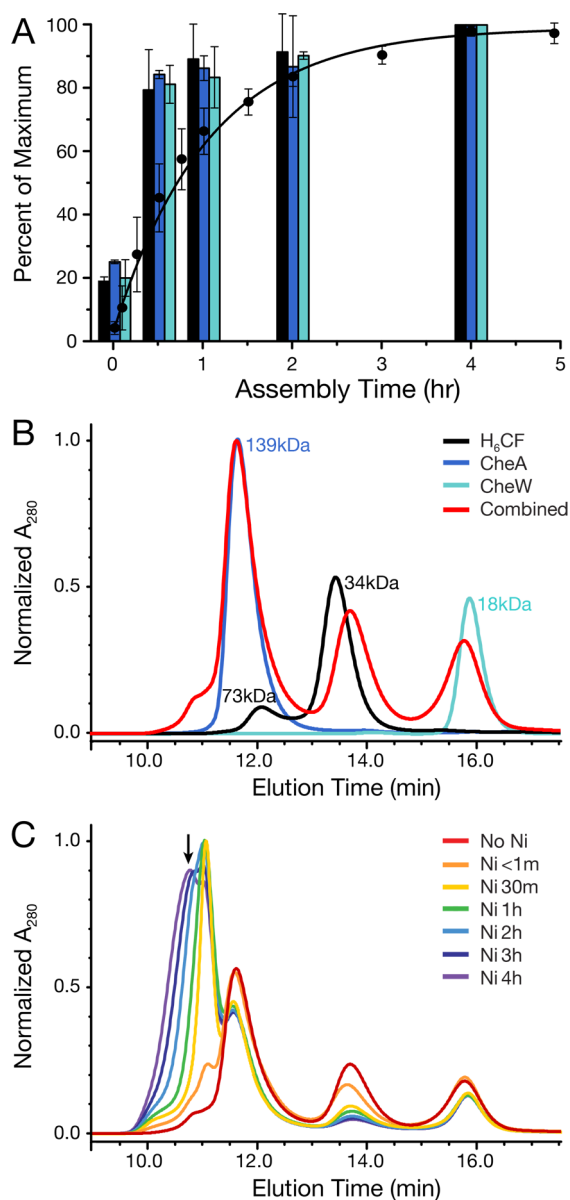 A
Percent of Maximum
100
80
60
40
20
0
0 1 2 3 4 5
Assembly Time (hr)
B
Normalized A280
1.0
0.5
0.0
139kDa
73kDa
34kDa
18kDa
H6CF
CheA
CheW
Combined
10.0 12.0 14.0 16.0
Elution Time (min)
C
Normalized A280
1.0
0.5
0.0
No Ni
Ni <1m
Ni 30m
Ni 1h
Ni 2h
Ni 3h
Ni 4h
10.0 12.0 14.0 16.0
Elution Time (min)